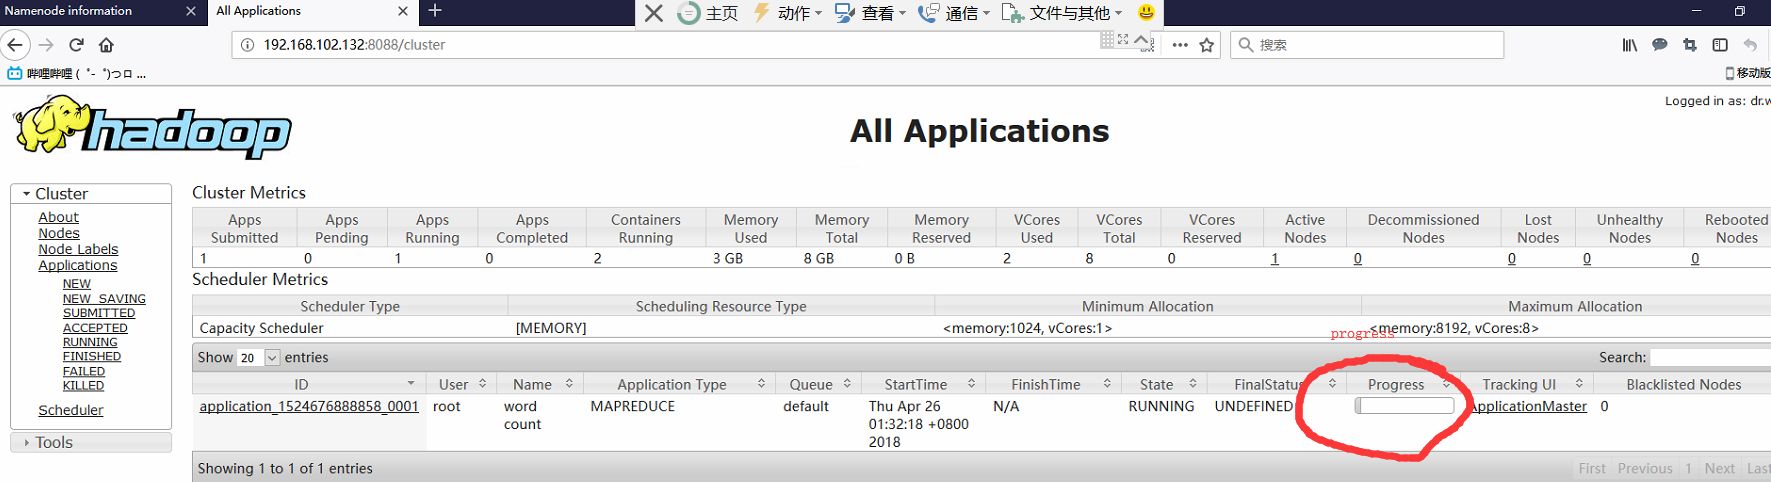 Namenode information
All Applications
主页 动作 查看 通信 文件与其他
192.168.102.132:8088/cluster
搜索
哔哩哔哩 (゜-゜)つロ ...
移动版
hadoop
Logged in as: dr.w
All Applications
Cluster
About
Nodes
Node Labels
Applications
NEW
NEW_SAVING
SUBMITTED
ACCEPTED
RUNNING
FINISHED
FAILED
KILLED
Scheduler
Tools
Cluster Metrics
Apps Submitted Apps Pending Apps Running Apps Completed Containers Running Memory Used Memory Total Memory Reserved VCores Used VCores Total VCores Reserved Active Nodes Decommissioned Nodes Lost Nodes Unhealthy Nodes Rebooted Nodes
1 0 1 0 2 3 GB 8 GB 0 B 2 8 0 1 0 0 0 0
Scheduler Metrics
Scheduler Type Scheduling Resource Type Minimum Allocation Maximum Allocation
Capacity Scheduler [MEMORY] <memory:1024, vCores:1> <memory:8192, vCores:8>
progress
Show 20 entries Search:
ID User Name Application Type Queue StartTime FinishTime State FinalStatus Progress Tracking UI Blacklisted Nodes
application_1524676888858_0001 root word count MAPREDUCE default Thu Apr 26 01:32:18 +0800 2018 N/A RUNNING UNDEFINED ApplicationMaster 0
Showing 1 to 1 of 1 entries First Previous 1 Next Last